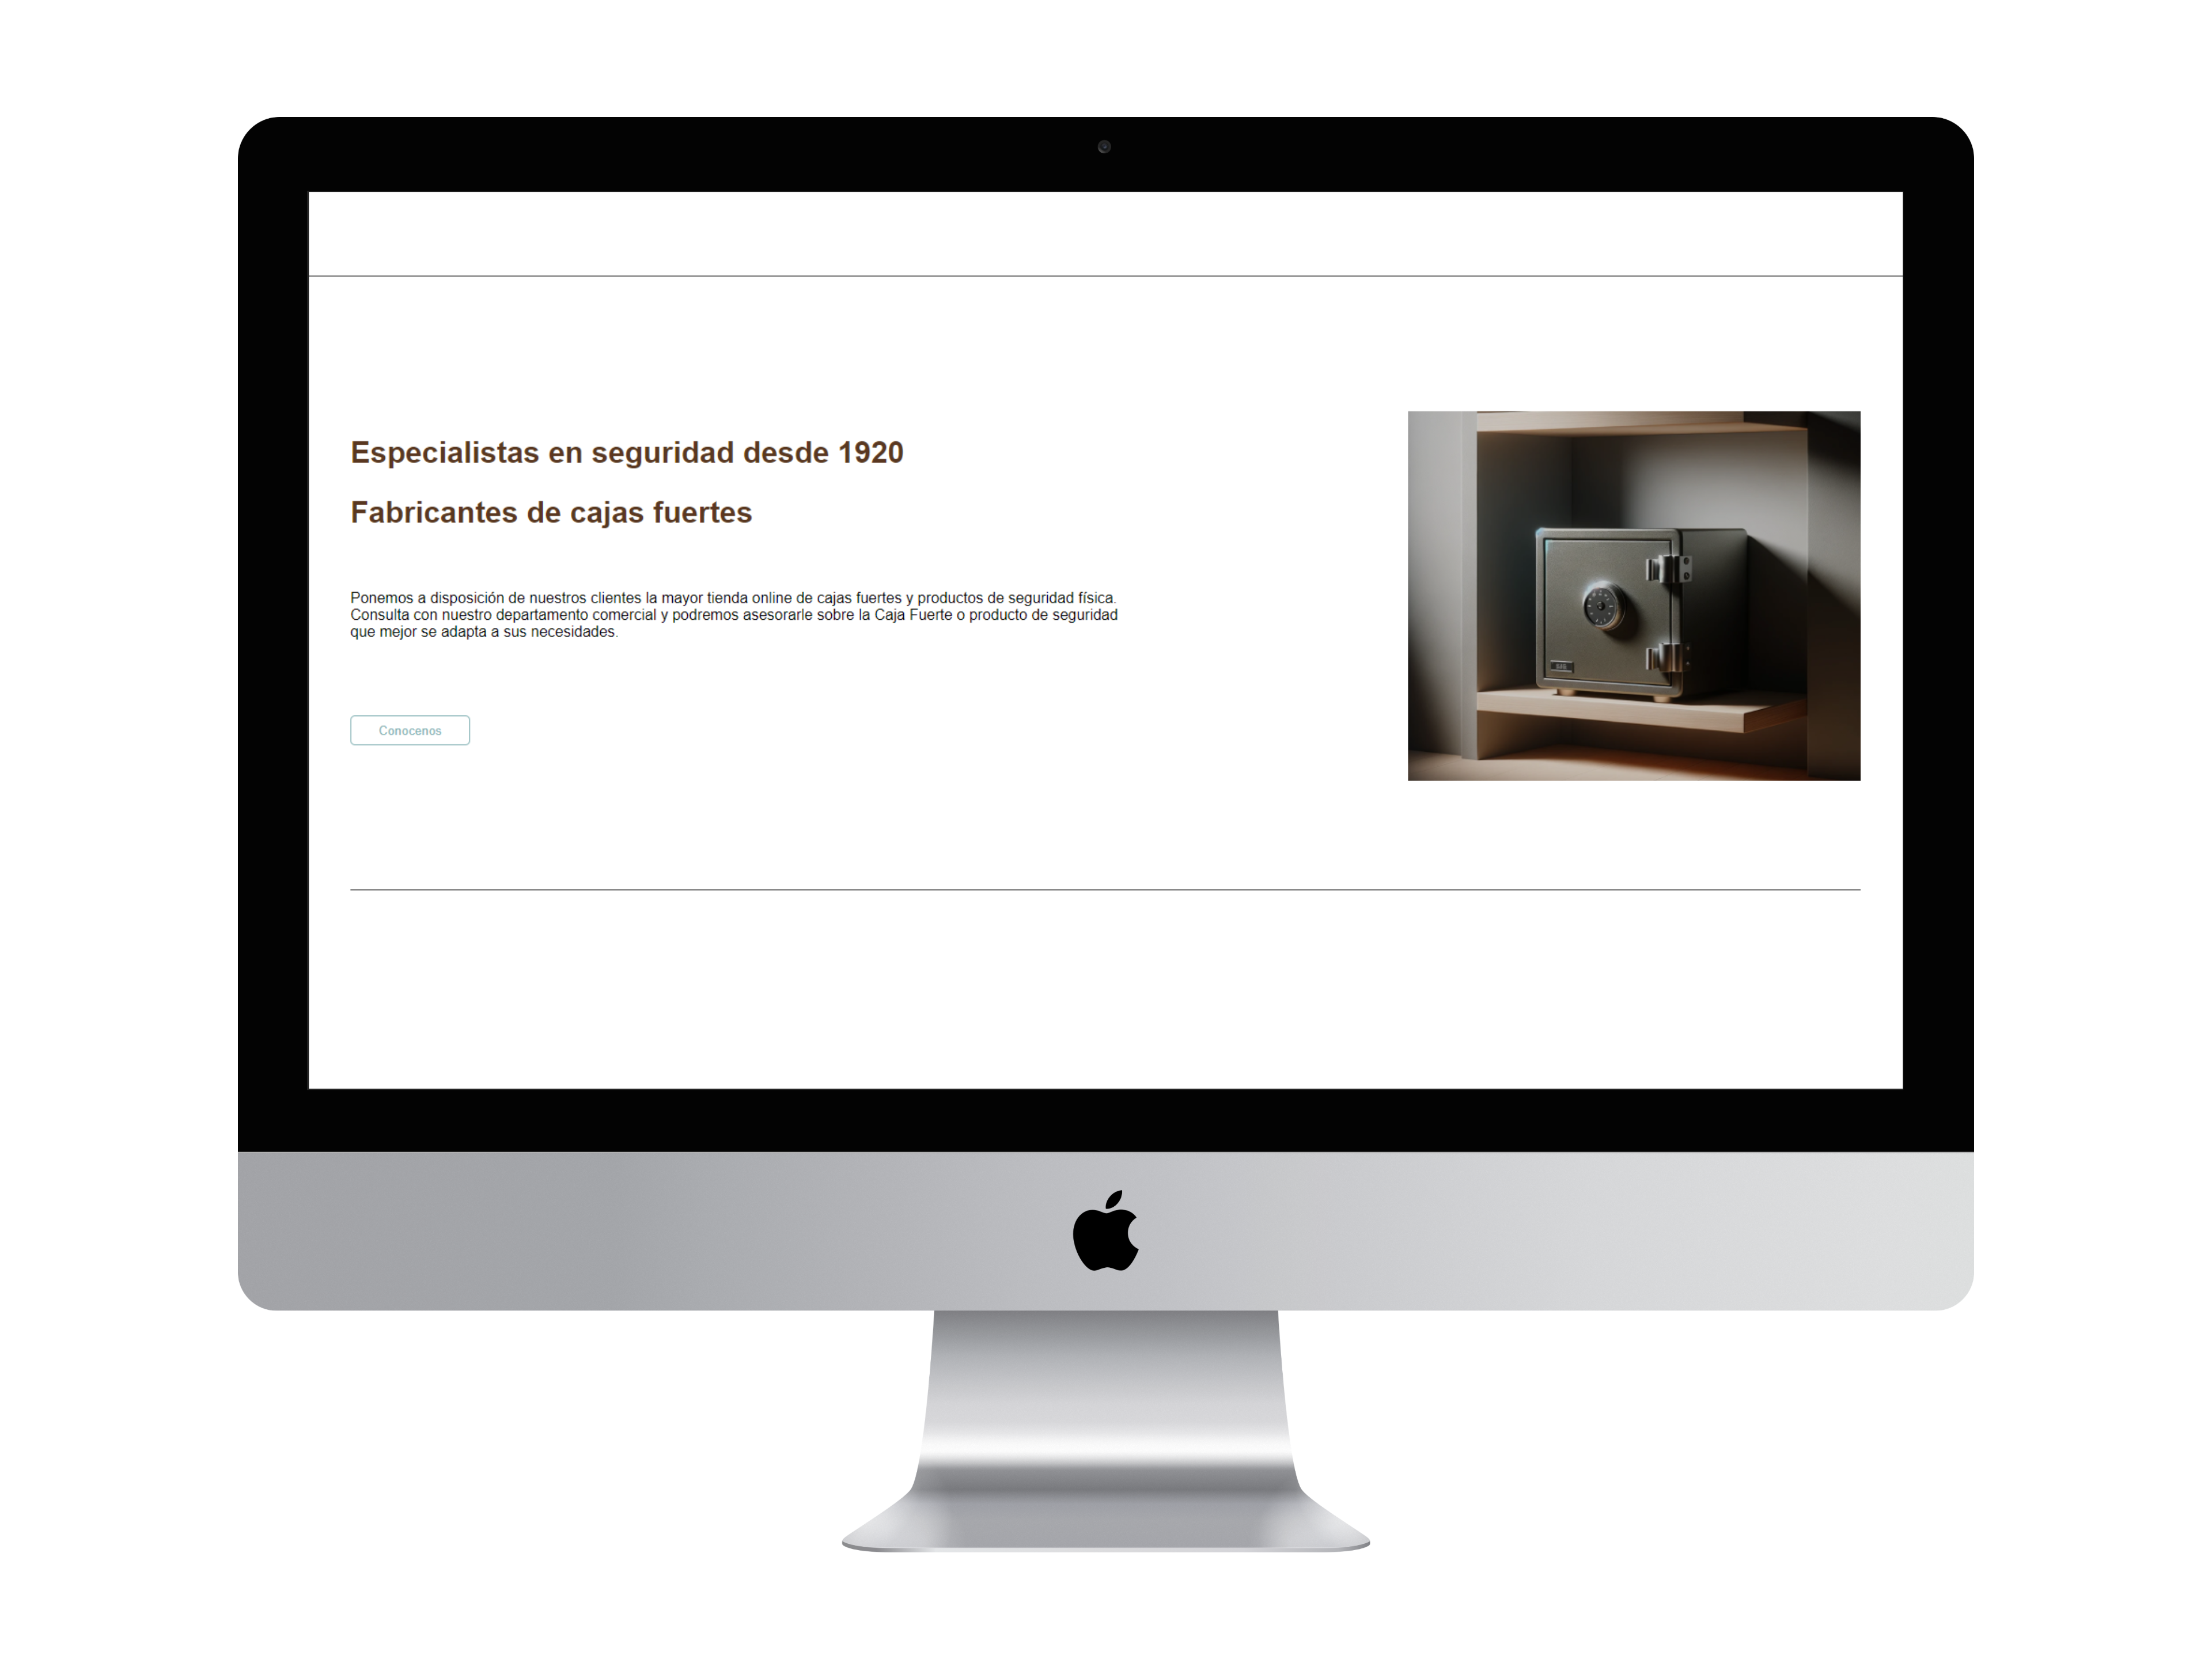 Especialistas en seguridad desde 1920
Fabricantes de cajas fuertes
Ponemos a disposición de nuestros clientes la mayor tienda online de cajas fuertes y productos de seguridad física.
Consulta con nuestro departamento comercial y podremos asesorarle sobre la Caja Fuerte o producto de seguridad
que mejor se adapta a sus necesidades.
Conocenos